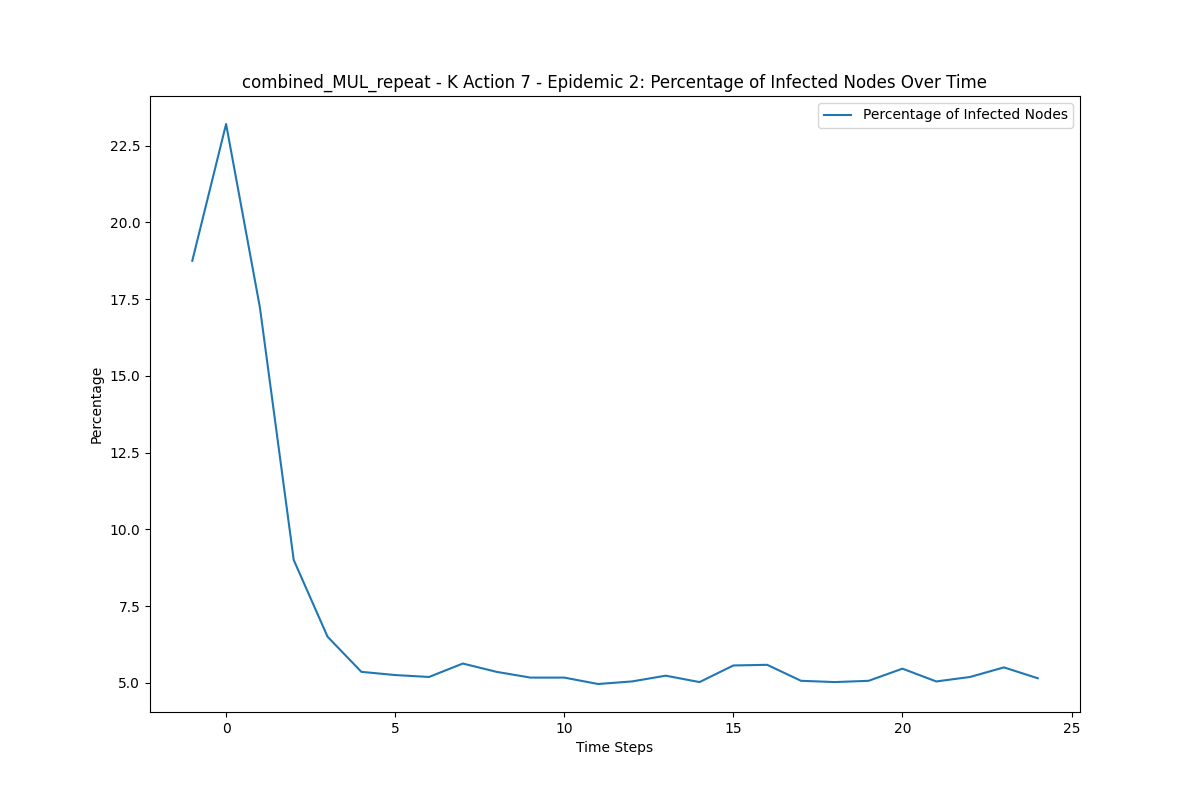 combined_MUL_repeat - K Action 7 - Epidemic 2: Percentage of Infected Nodes Over Time
Percentage of Infected Nodes
22.5
20.0
17.5
15.0
12.5
10.0
7.5
5.0
Percentage
0 5 10 15 20 25
Time Steps